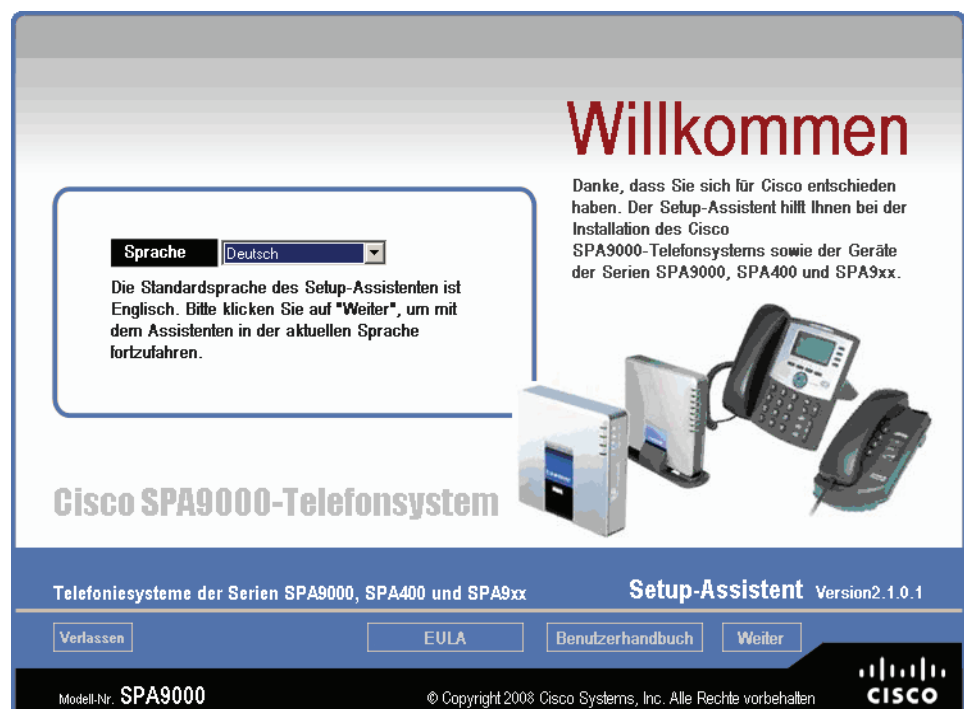 Willkommen
Danke, dass Sie sich für Cisco entschieden
haben. Der Setup-Assistent hilft Ihnen bei der
Installation des Cisco
SPA9000-Telefonsystems sowie der Geräte
der Serien SPA9000, SPA400 und SPA9xx.
Sprache Deutsch
Die Standardsprache des Setup-Assistenten ist
Englisch. Bitte klicken Sie auf "Weiter", um mit
dem Assistenten in der aktuellen Sprache
fortzufahren.
Cisco SPA9000-Telefonsystem
Telefoniesysteme der Serien SPA9000, SPA400 und SPA9xx
Setup-Assistent Version2.1.0.1
Verlassen
EULA
Benutzerhandbuch
Weiter
Modell-Nr. SPA9000
© Copyright 2008 Cisco Systems, Inc. Alle Rechte vorbehalten
CISCO